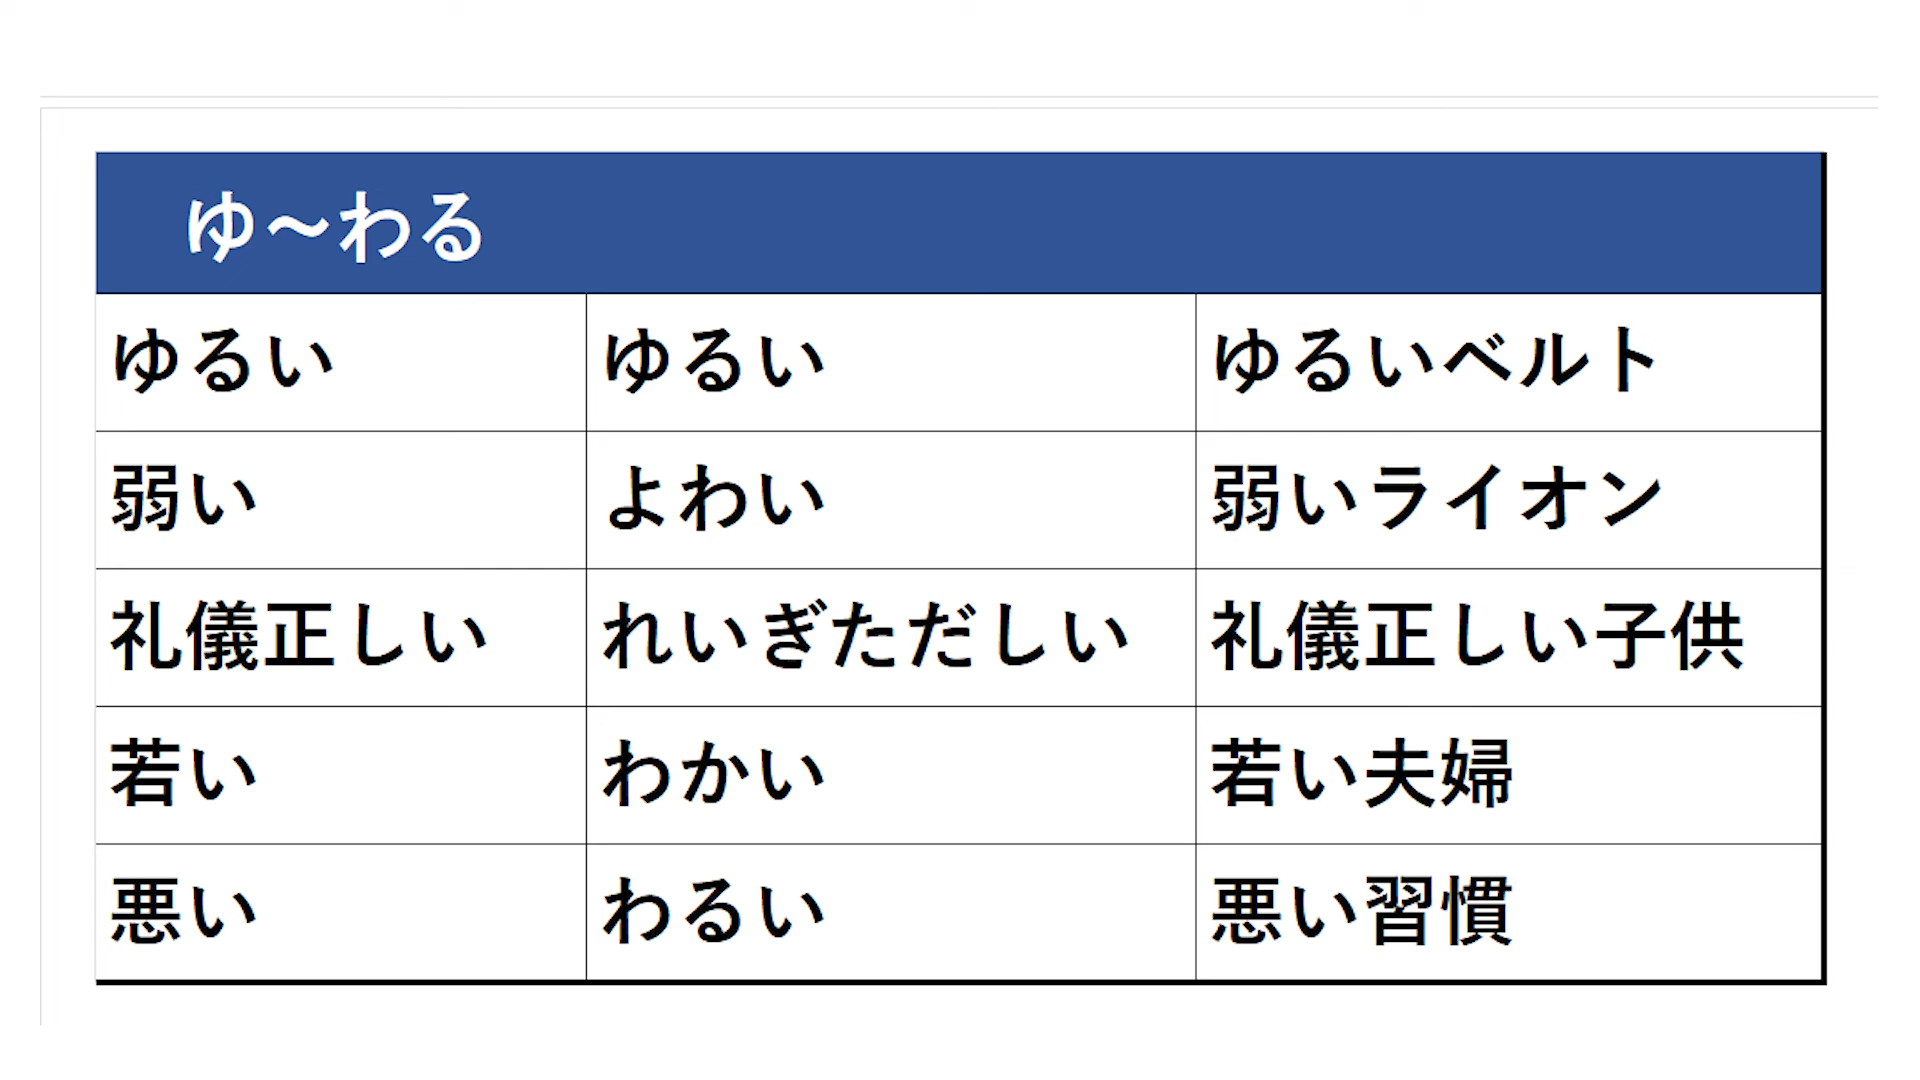 ゆ～わる
ゆるい ゆるい ゆるいベルト
弱い よわい 弱いライオン
礼儀正しい れいぎただしい 礼儀正しい子供
若い わかい 若い夫婦
悪い わるい 悪い習慣